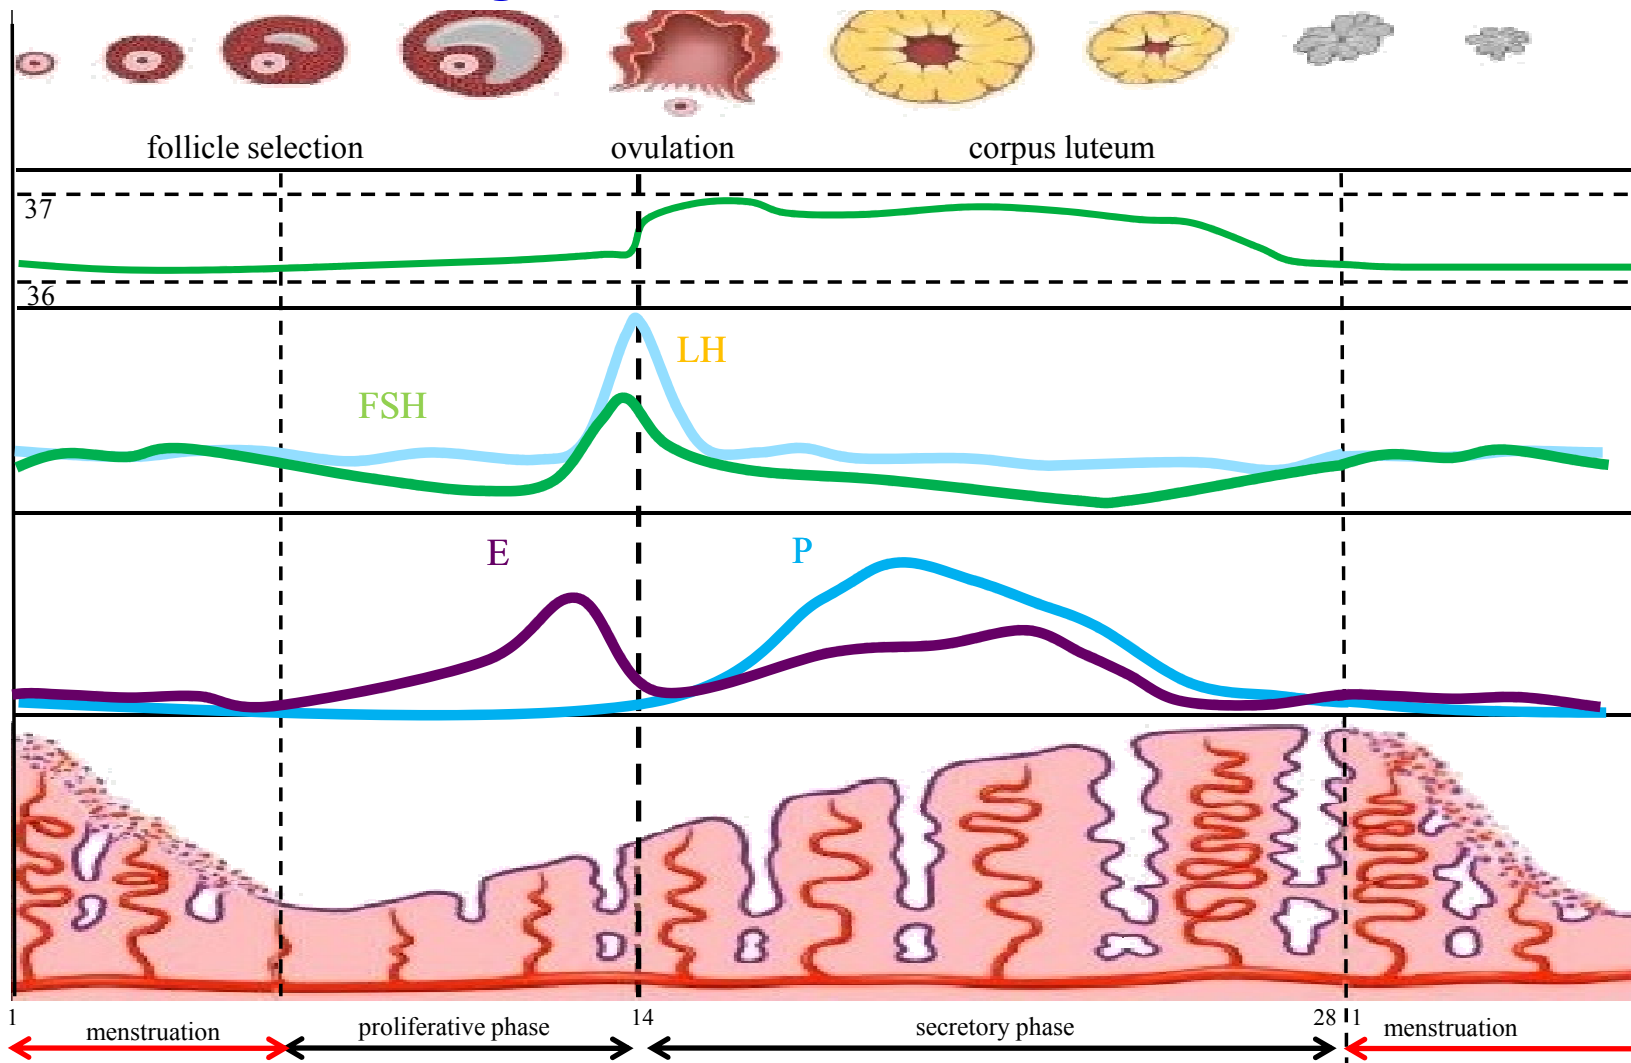 follicle selection
ovulation
corpus luteum
37
36
LH
FSH
E
P
1
14
28
1
menstruation
proliferative phase
secretory phase
menstruation